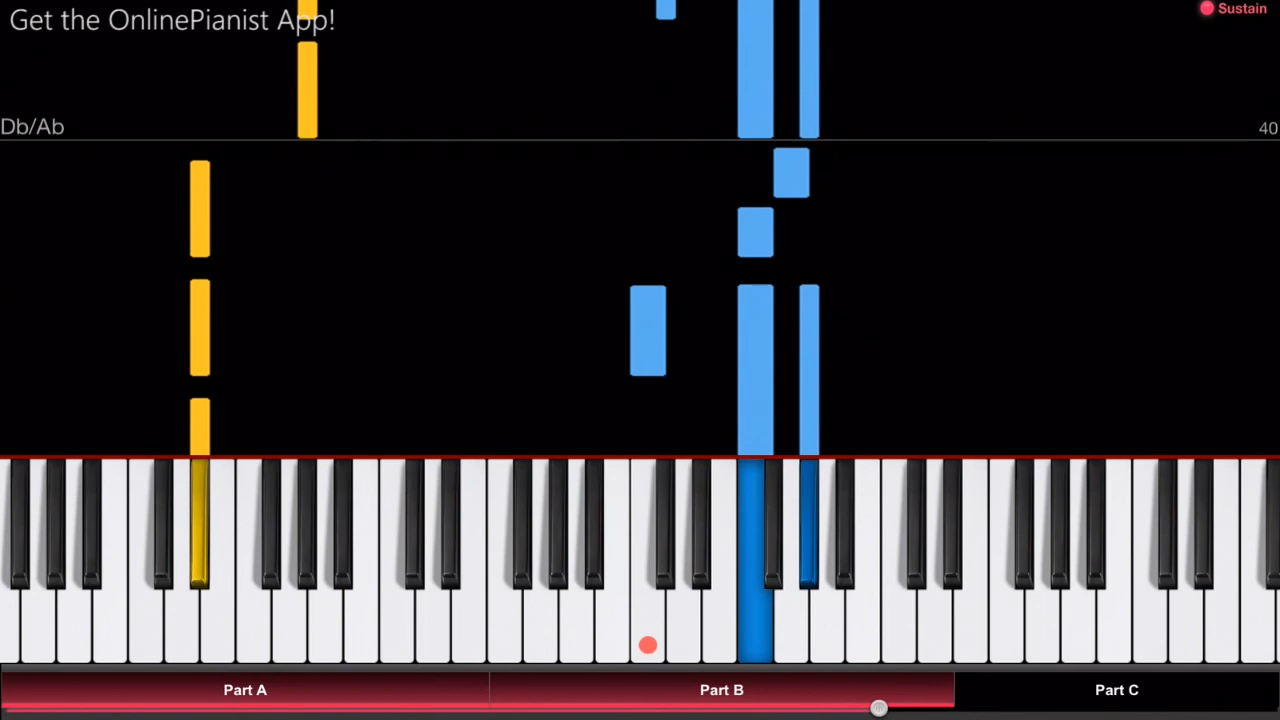 Get the OnlinePianist App!
Sustain
Db/Ab
40
Part A
Part B
Part C